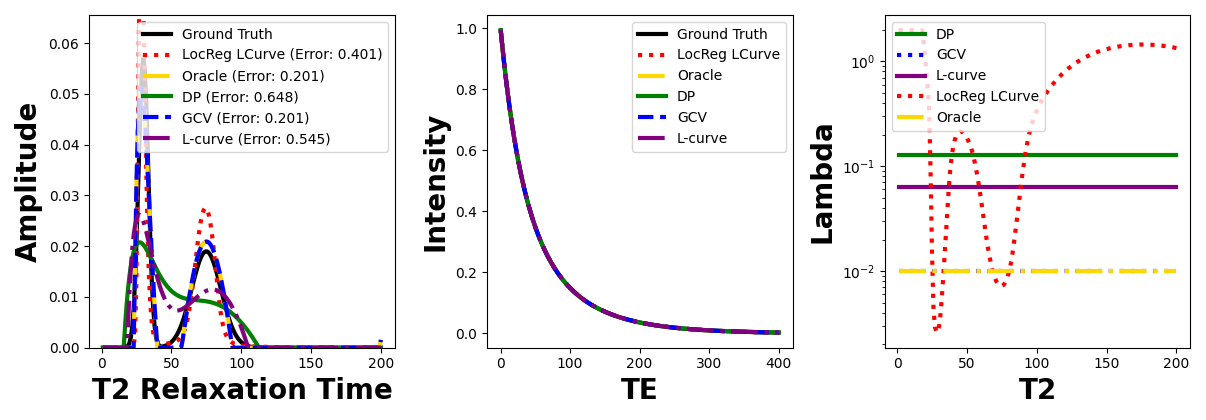 Amplitude
0.06
0.05
0.04
0.03
0.02
0.01
0.00
0 50 100 150 200
T2 Relaxation Time
Ground Truth
LocReg LCurve (Error: 0.401)
Oracle (Error: 0.201)
DP (Error: 0.648)
GCV (Error: 0.201)
L-curve (Error: 0.545)
Intensity
1.0
0.8
0.6
0.4
0.2
0.0
0 100 200 300 400
TE
Ground Truth
LocReg LCurve
Oracle
DP
GCV
L-curve
Lambda
10⁰
10⁻¹
10⁻²
0 50 100 150 200
T2
DP
GCV
L-curve
LocReg LCurve
Oracle